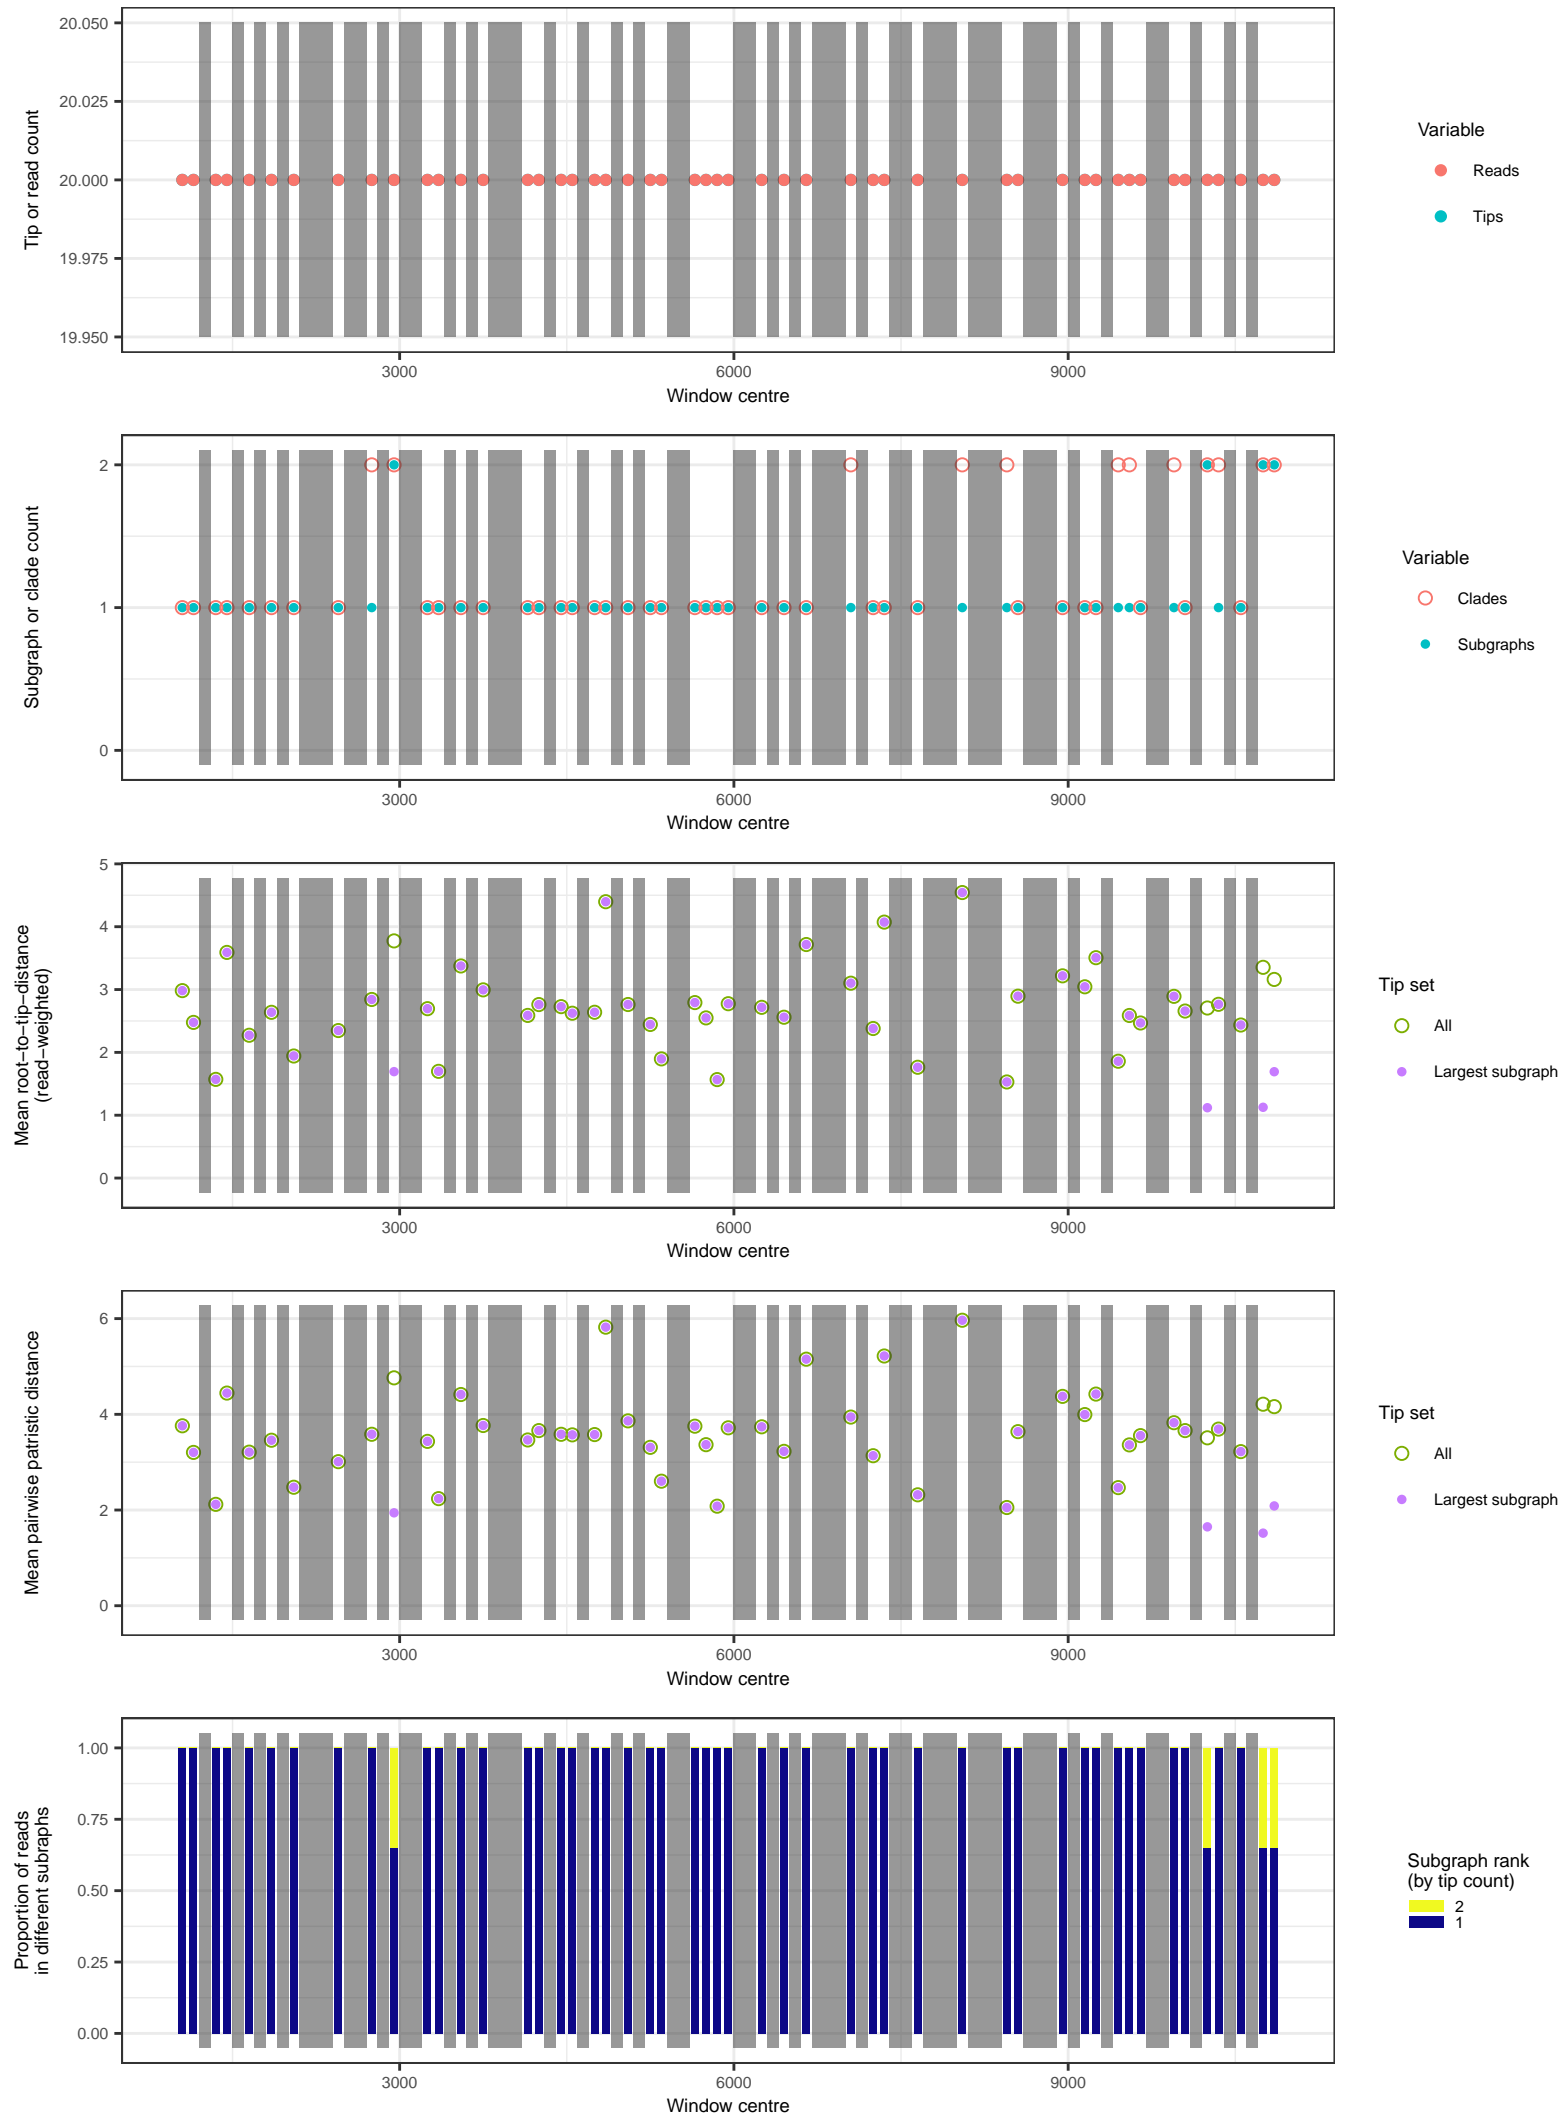 20.050
20.025
20.000
19.975
19.950
Tip or read count
3000
6000
9000
Window centre
Variable
Reads
Tips
2
1
0
Subgraph or clade count
3000
6000
9000
Window centre
Variable
Clades
Subgraphs
5
4
3
2
1
0
Mean root−to−tip−distance
(read−weighted)
3000
6000
9000
Window centre
Tip set
All
Largest subgraph
6
4
2
0
Mean pairwise patristic distance
3000
6000
9000
Window centre
Tip set
All
Largest subgraph
1.00
0.75
0.50
0.25
0.00
Proportion of reads
in different subraphs
3000
6000
9000
Window centre
Subgraph rank
(by tip count)
2
1